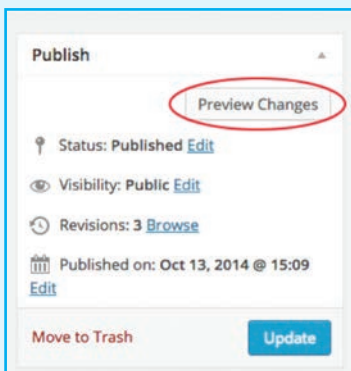 Publish
Preview Changes
Status: Published Edit
Visibility: Public Edit
Revisions: 3 Browse
Published on: Oct 13, 2014 @ 15:09
Edit
Move to Trash
Update